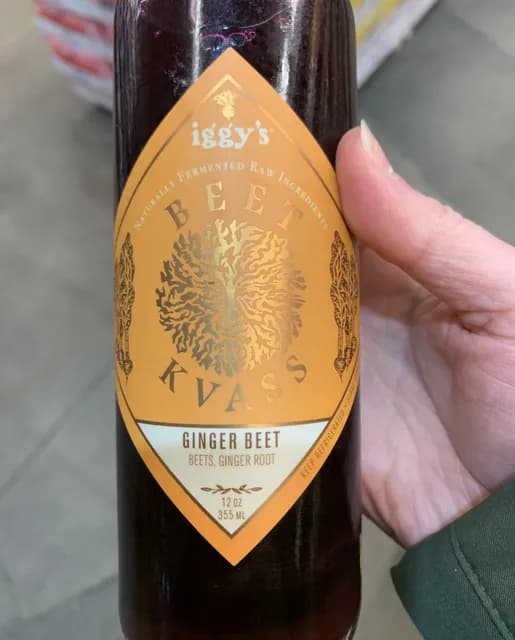 iggy's
NATURALLY FERMENTED RAW INGREDIENTS
BEET
KVASS
GINGER BEET
BEETS, GINGER ROOT
12 OZ
355 ML
KEEP REFRIGERATED